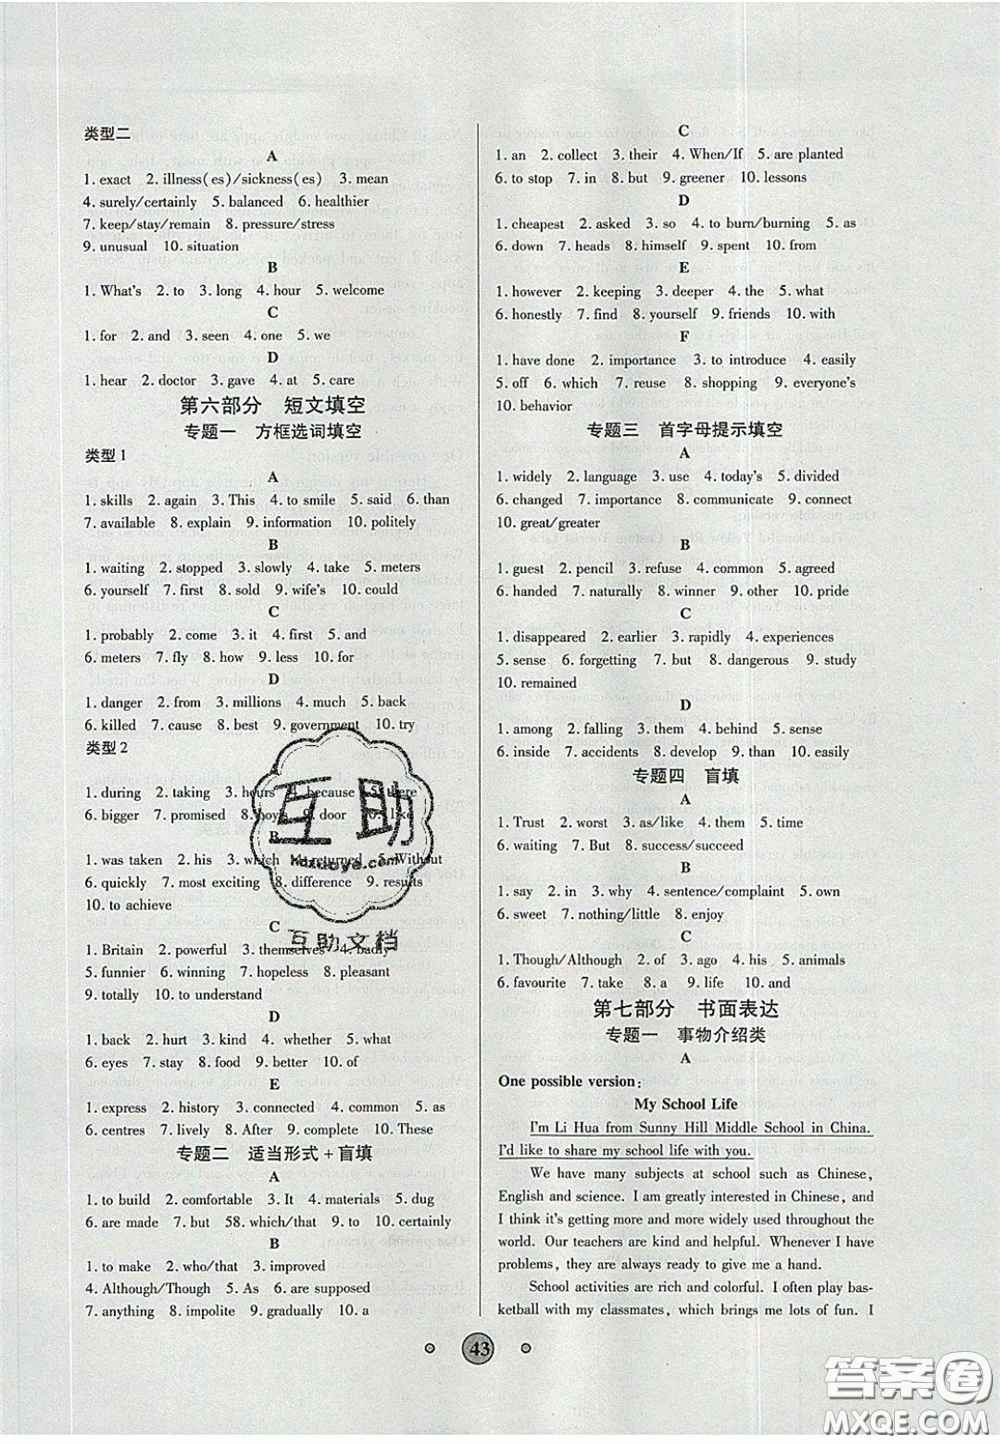 类型二
A
1. exact 2. illness(es)/sickness(es) 3. mean
4. surely/certainly 5. balanced 6. healthier
7. keep/stay/remain 8. pressure/stress
9. unusual 10. situation
B
1. What's 2. to 3. long 4. hour 5. welcome
C
1. for 2. and 3. seen 4. one 5. we
D
1. hear 2. doctor 3. gave 4. at 5. care
第六部分 短文填空
专题一 方框选词填空
类型 1
A
1. skills 2. again 3. This 4. to smile 5. said 6. than
7. available 8. explain 9. information 10. politely
B
1. waiting 2. stopped 3. slowly 4. take 5. meters
6. yourself 7. first 8. sold 9. wife's 10. could
C
1. probably 2. come 3. it 4. first 5. and
6. meters 7. fly 8. how 9. less 10. for
D
1. danger 2. from 3. millions 4. much 5. back
6. killed 7. cause 8. best 9. government 10. try
类型 2
A
1. during 2. taking 3. hours 4. because 5. there
6. bigger 7. promised 8. boys 9. door 10. like
B
1. was taken 2. his 3. which 4. returned 5. Without
6. quickly 7. most exciting 8. difference 9. results
10. to achieve
C
1. Britain 2. powerful 3. themselves 4. badly
5. funnier 6. winning 7. hopeless 8. pleasant
9. totally 10. to understand
D
1. back 2. hurt 3. kind 4. whether 5. what
6. eyes 7. stay 8. food 9. better 10. of
E
1. express 2. history 3. connected 4. common 5. as
6. centres 7. lively 8. After 9. complete 10. These
专题二 适当形式+盲填
A
1. to build 2. comfortable 3. It 4. materials 5. dug
6. are made 7. but 58. which/that 9. to 10. certainly
B
1. to make 2. who/that 3. improved
4. Although/Though 5. As 6. are supposed
7. anything 8. impolite 9. gradually 10. a
C
1. an 2. collect 3. their 4. When/If 5. are planted
6. to stop 7. in 8. but 9. greener 10. lessons
D
1. cheapest 2. asked 3. so 4. to burn/burning 5. as
6. down 7. heads 8. himself 9. spent 10. from
E
1. however 2. keeping 3. deeper 4. the 5. what
6. honestly 7. find 8. yourself 9. friends 10. with
F
1. have done 2. importance 3. to introduce 4. easily
5. off 6. which 7. reuse 8. shopping 9. everyone's
10. behavior
专题三 首字母提示填空
A
1. widely 2. language 3. use 4. today's 5. divided
6. changed 7. importance 8. communicate 9. connect
10. great/greater
B
1. guest 2. pencil 3. refuse 4. common 5. agreed
6. handed 7. naturally 8. winner 9. other 10. prize
C
1. disappeared 2. earlier 3. rapidly 4. experiences
5. sense 6. forgetting 7. but 8. dangerous 9. study
10. remained
D
1. among 2. falling 3. them 4. behind 5. sense
6. inside 7. accidents 8. develop 9. than 10. easily
专题四 盲填
A
1. Trust 2. worst 3. as/like 4. them 5. time
6. waiting 7. But 8. success/succeed
B
1. say 2. in 3. why 4. sentence/complaint 5. own
6. sweet 7. nothing/little 8. enjoy
C
1. Though/Although 2. of 3. ago 4. his 5. animals
6. favourite 7. take 8. a 9. life 10. and
第七部分 书面表达
专题一 事物介绍类
A
One possible version:
My School Life
I'm Li Hua from Sunny Hill Middle School in China.
I'd like to share my school life with you.
We have many subjects at school such as Chinese,
English and science. I am greatly interested in Chinese, and
I think it's getting more and more widely used throughout the
world. Our teachers are kind and helpful. Whenever I have
problems, they are always ready to give me a hand.
School activities are rich and colorful. I often play bas-
ketball with my classmates, which brings me lots of fun. I
43
互助
互助文档
答案圈
MXQE.COM